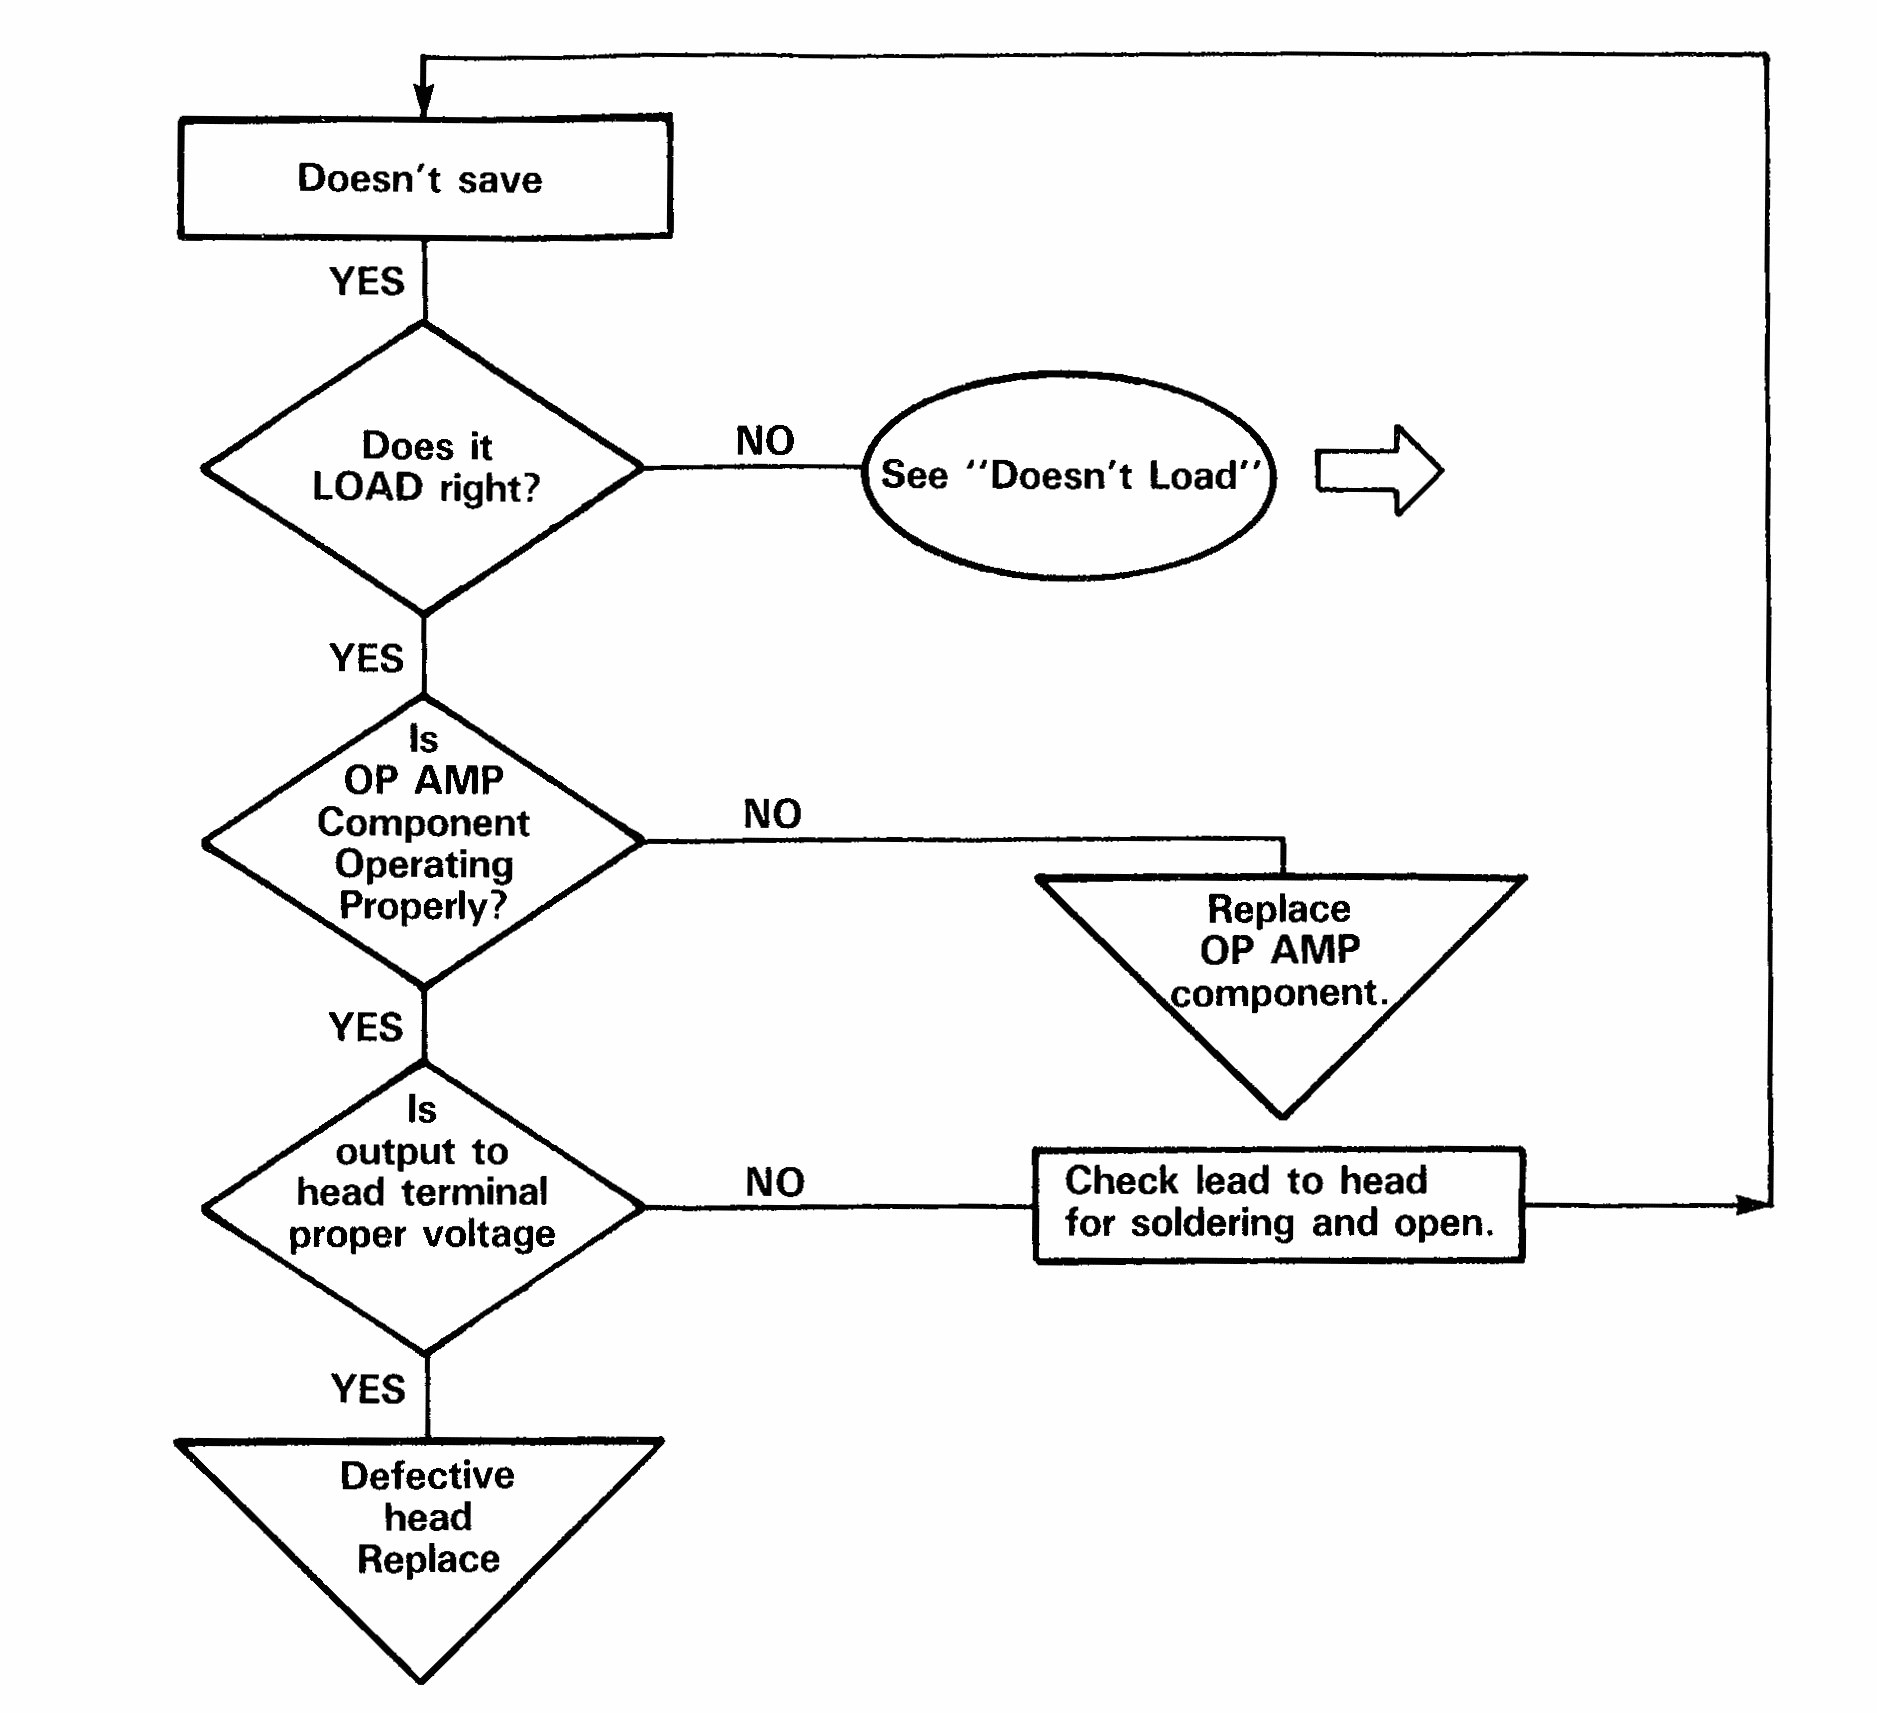 Doesn't save
YES
Does it
LOAD right?
NO
See "Doesn't Load"
YES
Is
OP AMP
Component
Operating
Properly?
NO
Replace
OP AMP
component.
YES
Is
output to
head terminal
proper voltage
NO
Check lead to head
for soldering and open.
YES
Defective
head
Replace